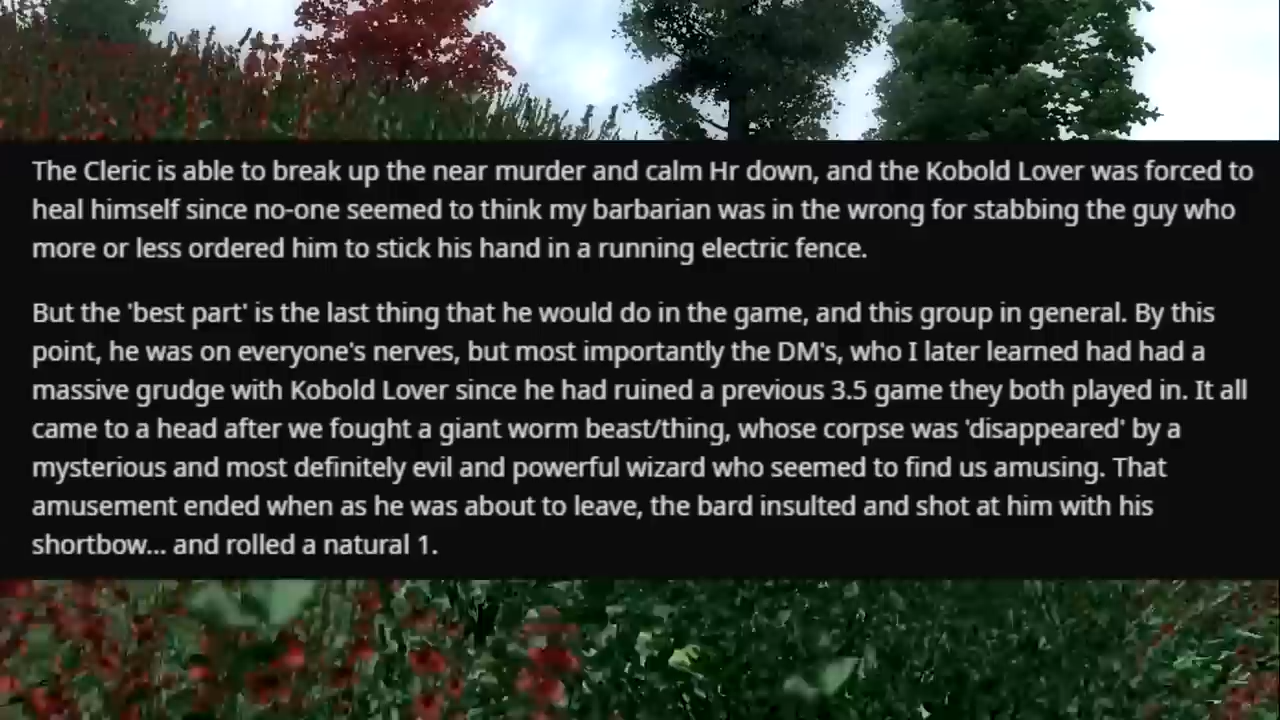 The Cleric is able to break up the near murder and calm Hr down, and the Kobold Lover was forced to
heal himself since no-one seemed to think my barbarian was in the wrong for stabbing the guy who
more or less ordered him to stick his hand in a running electric fence.
But the 'best part' is the last thing that he would do in the game, and this group in general. By this
point, he was on everyone's nerves, but most importantly the DM's, who I later learned had had a
massive grudge with Kobold Lover since he had ruined a previous 3.5 game they both played in. It all
came to a head after we fought a giant worm beast/thing, whose corpse was 'disappeared' by a
mysterious and most definitely evil and powerful wizard who seemed to find us amusing. That
amusement ended when as he was about to leave, the bard insulted and shot at him with his
shortbow... and rolled a natural 1.